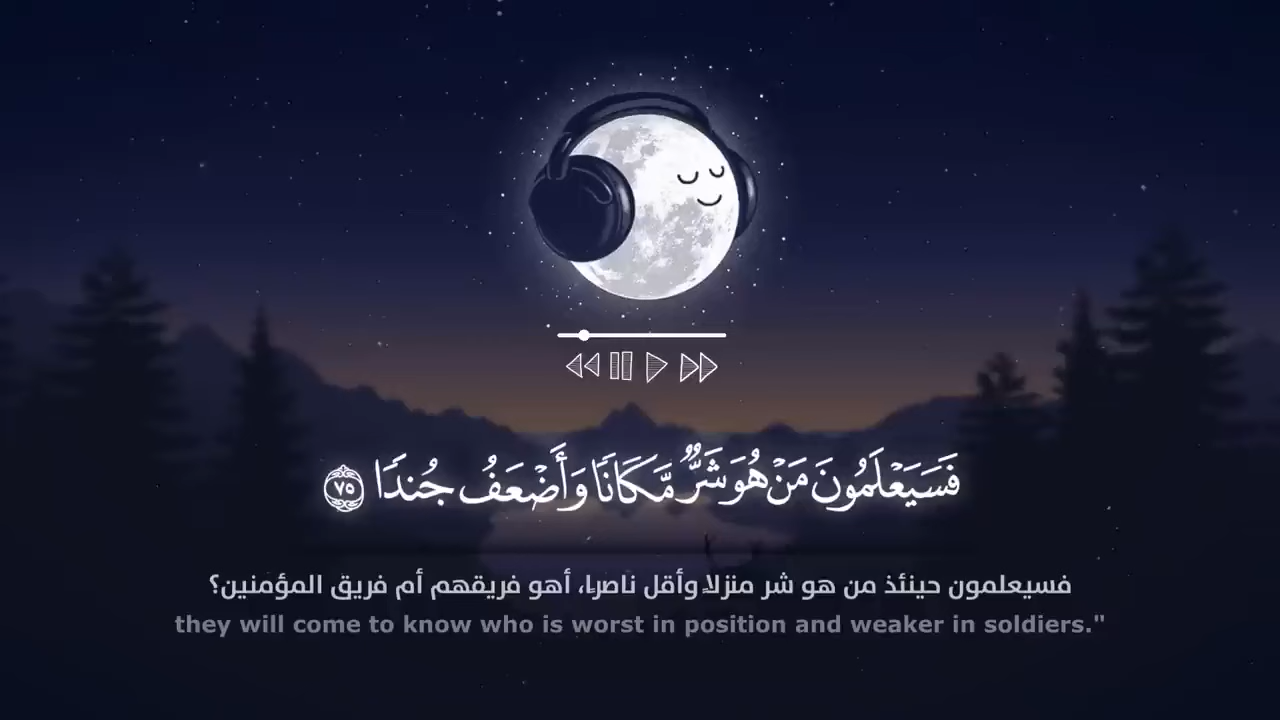 فَسَيَعْلَمُونَ مَنْ هُوَ شَرٌّ مَّكَانًا وَأَضْعَفُ جُندًا ٧٥
فسيعلمون حينئذ من هو شر منزلا وأقل ناصرا، أهو فريقهم أم فريق المؤمنين؟
they will come to know who is worst in position and weaker in soldiers."